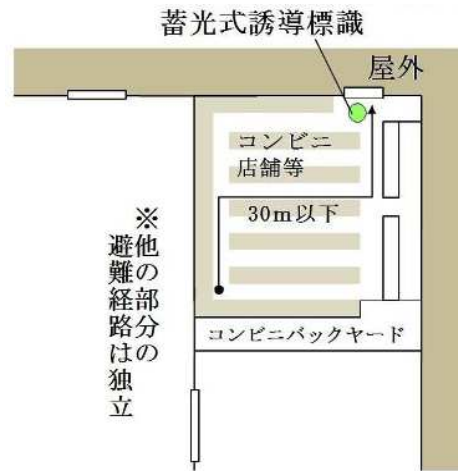 蓄光式誘導標識
屋外
コンビニ
店舗等
30m以下
※他の部分の
避難経路は独立
コンビニバックヤード